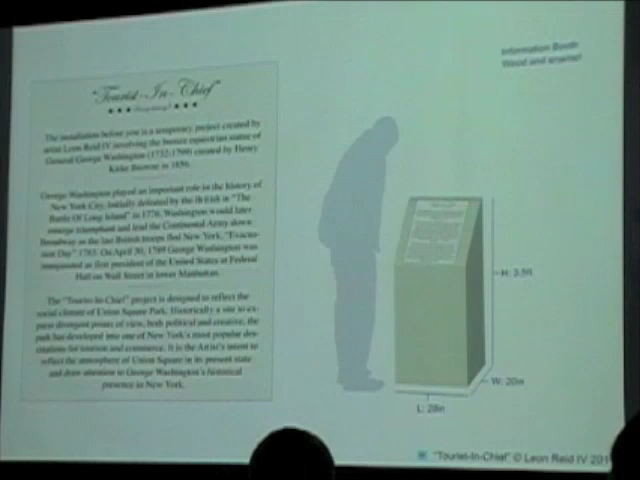 Information Booth
Wood and enamel
"Tourist-In-Chief"
The installation before you is a temporary project created by
artist Leon Reid IV involving the bronze equestrian statue of
General George Washington (1732-1799) created by Henry
Kirke Browne in 1856.
George Washington played an important role in the history of
New York City. Initially defeated by the British in "The
Battle Of Long Island" in 1776, Washington would later
emerge triumphant and lead the Continental Army down
Broadway as the last British troops fled New York, "Evacua-
tion Day" 1783. On April 30, 1789 George Washington was
inaugurated as first president of the United States at Federal
Hall on Wall Street in lower Manhattan.
The "Tourist-In-Chief" project is designed to reflect the
social climate of Union Square Park. Historically a site to ex-
press divergent points of view, both political and creative, the
park has developed into one of New York's most popular des-
tinations for tourism and commerce. It is the Artist's intent to
reflect the atmosphere of Union Square in its present state
and draw attention to George Washington's historical
presence in New York.
H: 3.5ft
W: 20in
L: 28in
"Tourist-In-Chief" © Leon Reid IV 201